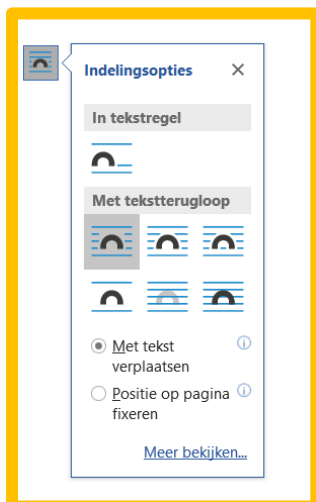 Indelingsopties
In tekstregel
Met tekstterugloop
Met tekst
verplaatsen
Positie op pagina
fixeren
Meer bekijken...